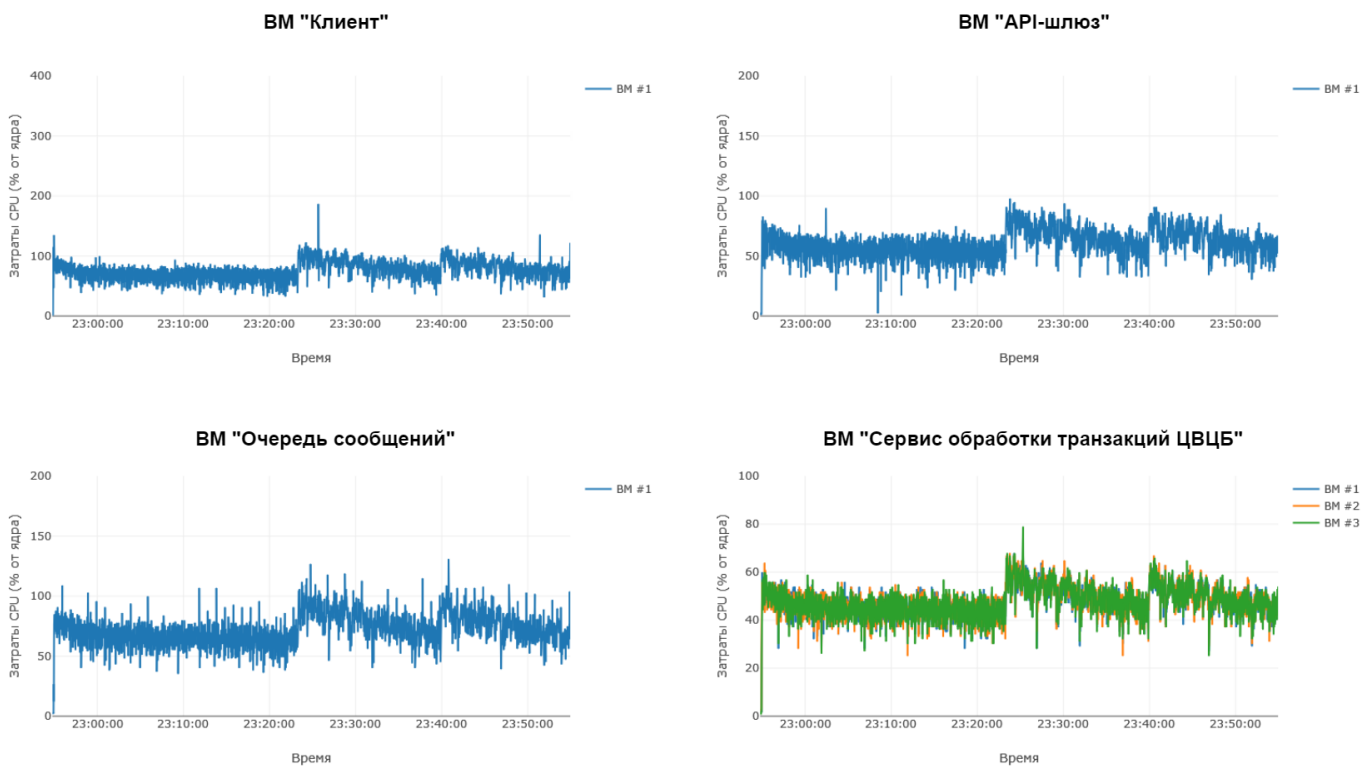 ВМ "Клиент"
400
300
200
100
0
Затраты CPU (% от ядра)
23:00:00 23:10:00 23:20:00 23:30:00 23:40:00 23:50:00
Время
ВМ #1
ВМ "API-шлюз"
200
150
100
50
0
Затраты CPU (% от ядра)
23:00:00 23:10:00 23:20:00 23:30:00 23:40:00 23:50:00
Время
ВМ #1
ВМ "Очередь сообщений"
200
150
100
50
0
Затраты CPU (% от ядра)
23:00:00 23:10:00 23:20:00 23:30:00 23:40:00 23:50:00
Время
ВМ #1
ВМ "Сервис обработки транзакций ЦВЦБ"
100
80
60
40
20
0
Затраты CPU (% от ядра)
23:00:00 23:10:00 23:20:00 23:30:00 23:40:00 23:50:00
Время
ВМ #1
ВМ #2
ВМ #3